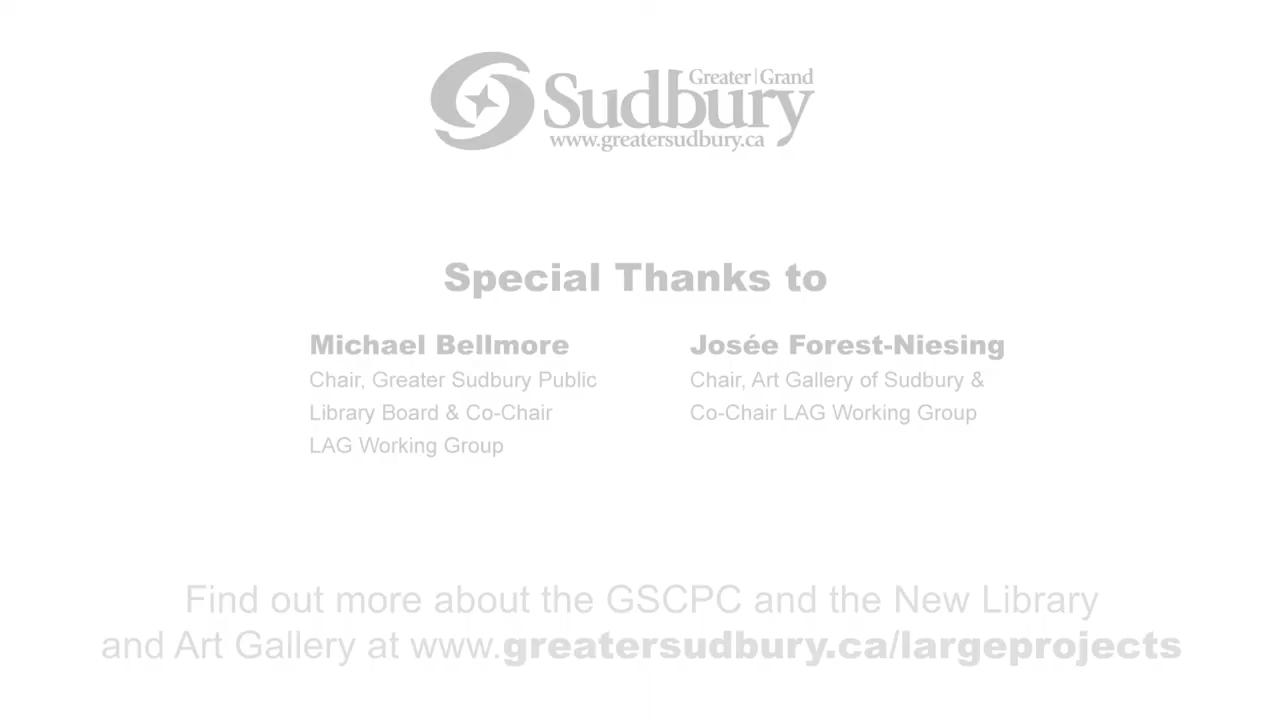 Greater | Grand
Sudbury
www.greatersudbury.ca
Special Thanks to
Michael Bellmore
Chair, Greater Sudbury Public
Library Board & Co-Chair
LAG Working Group
Josée Forest-Niesing
Chair, Art Gallery of Sudbury &
Co-Chair LAG Working Group
Find out more about the GSCPC and the New Library
and Art Gallery at www.greatersudbury.ca/largeprojects